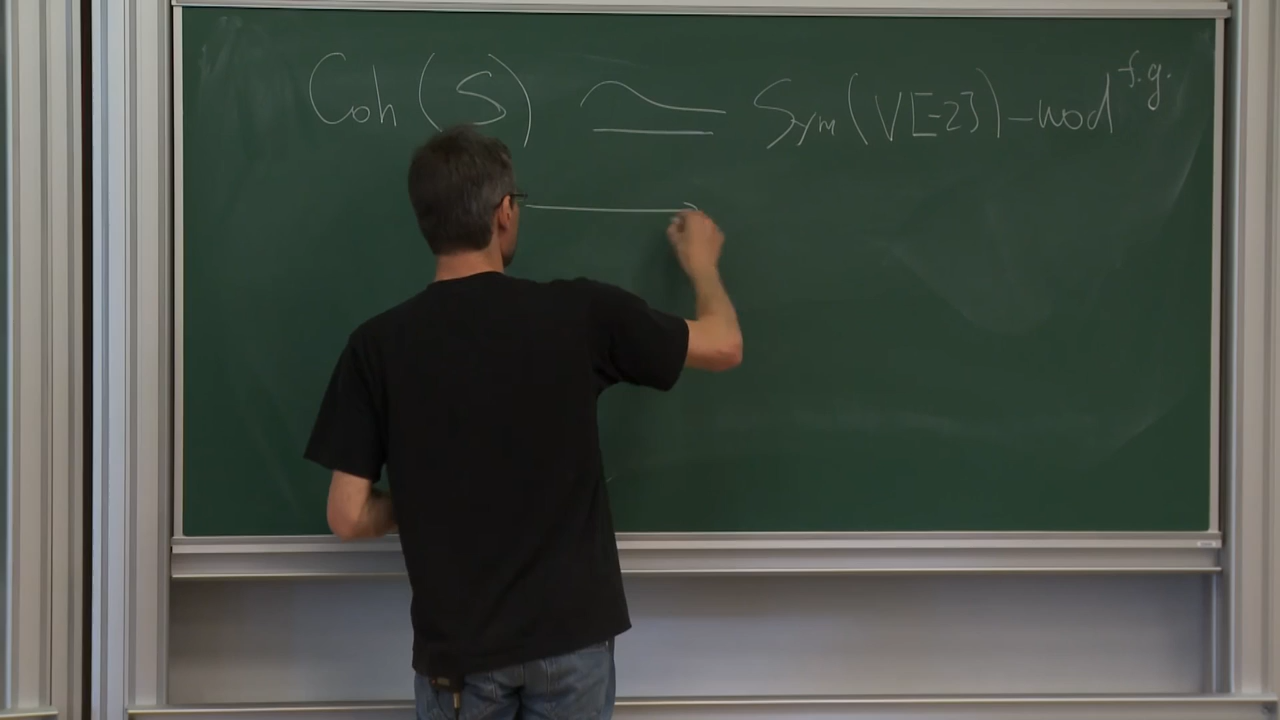 Coh(S) ≅ Sym(V[-2])-mod^{f.g.}